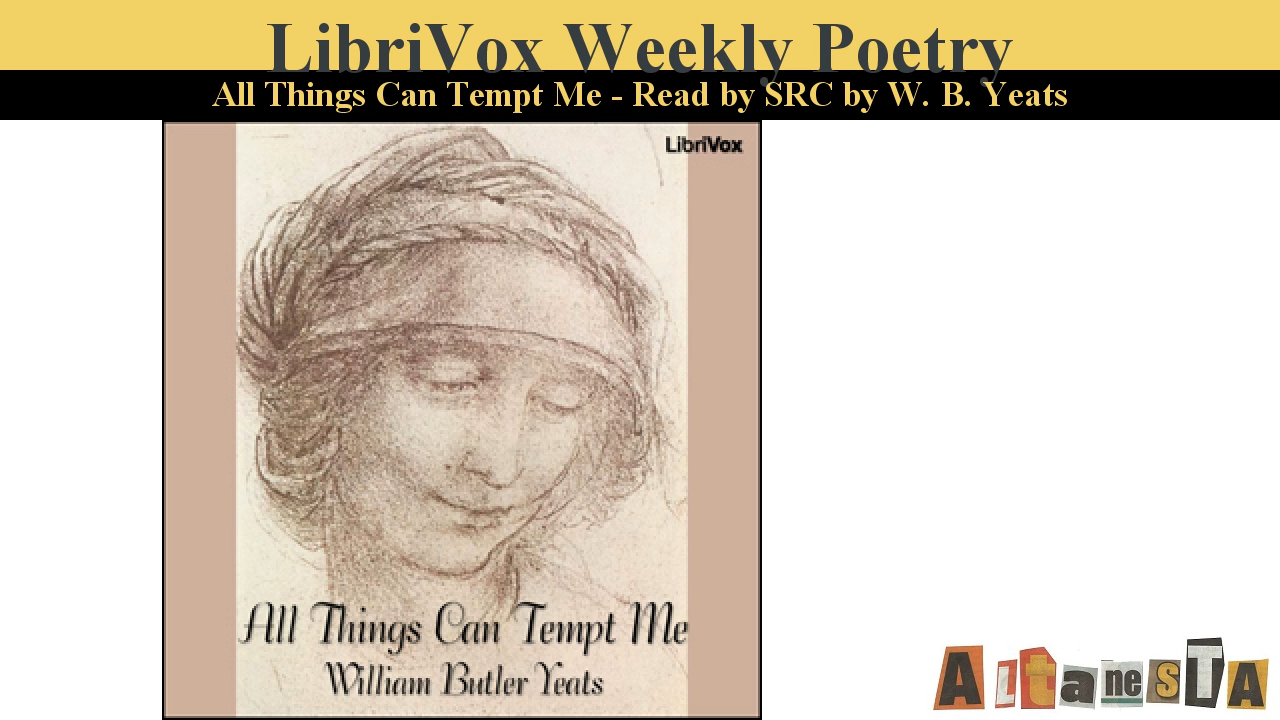 LibriVox Weekly Poetry
All Things Can Tempt Me - Read by SRC by W. B. Yeats
LibriVox
All Things Can Tempt Me
William Butler Yeats
AltanesTA